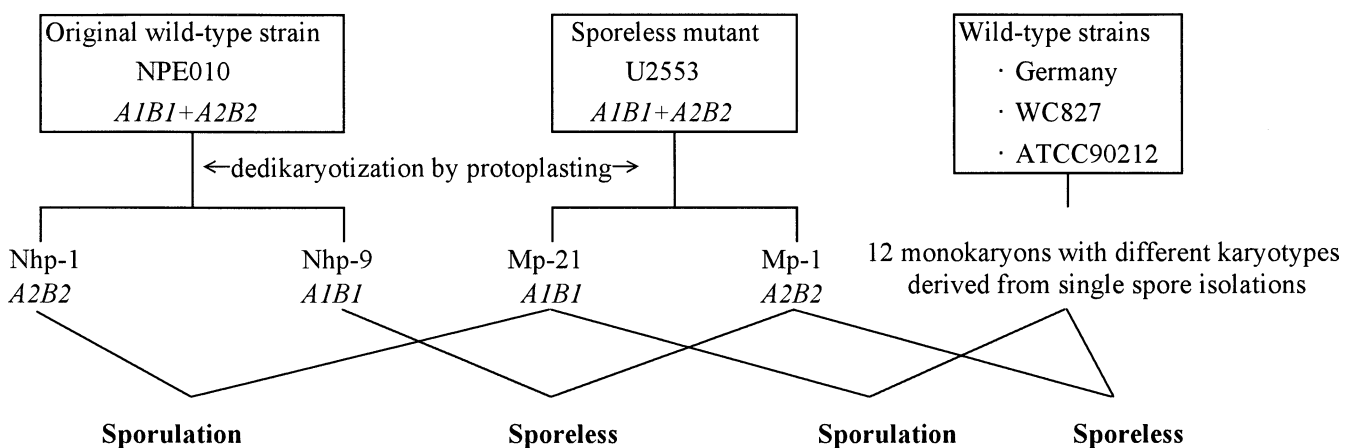 Original wild-type strain
NPE010
A1B1+A2B2
Sporeless mutant
U2553
A1B1+A2B2
Wild-type strains
· Germany
· WC827
· ATCC90212
←dedikaryotization by protoplasting→
Nhp-1
A2B2
Nhp-9
A1B1
Mp-21
A1B1
Mp-1
A2B2
12 monokaryons with different karyotypes
derived from single spore isolations
Sporulation
Sporeless
Sporulation
Sporeless